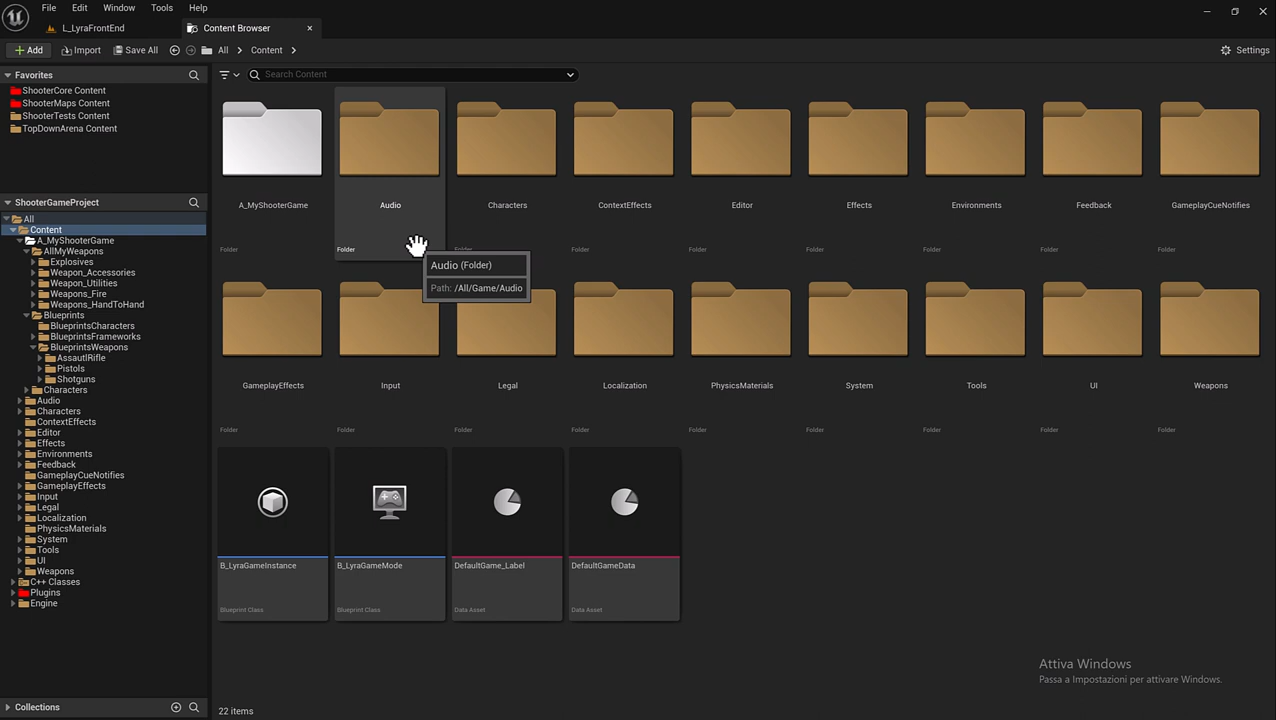 File Edit Window Tools Help
L_LyraFrontEnd Content Browser
Add Import Save All All Content Settings
Favorites
ShooterCore Content
ShooterMaps Content
ShooterTests Content
TopDownArena Content
ShooterGameProject
All
Content
A_MyShooterGame
AllMyWeapons
Explosives
Weapon_Accessories
Weapon_Utilities
Weapons_Fire
Weapons_HandToHand
Blueprints
BlueprintsCharacters
BlueprintsFrameworks
BlueprintsWeapons
AssautlRifle
Pistols
Shotguns
Characters
Audio
Characters
ContextEffects
Editor
Effects
Environments
Feedback
GameplayCueNotifies
GameplayEffects
Input
Legal
Localization
PhysicsMaterials
System
Tools
UI
Weapons
C++ Classes
Plugins
Engine
Collections
Search Content
A_MyShooterGame Audio Characters ContextEffects Editor Effects Environments Feedback GameplayCueNotifies
Folder Folder Folder Folder Folder Folder Folder Folder Folder
Audio (Folder)
Path: /All/Game/Audio
GameplayEffects Input Legal Localization PhysicsMaterials System Tools UI Weapons
Folder Folder Folder Folder Folder Folder Folder Folder Folder
B_LyraGameInstance B_LyraGameMode DefaultGame_Label DefaultGameData
Blueprint Class Blueprint Class Data Asset Data Asset
Attiva Windows
Passa a Impostazioni per attivare Windows.
22 items